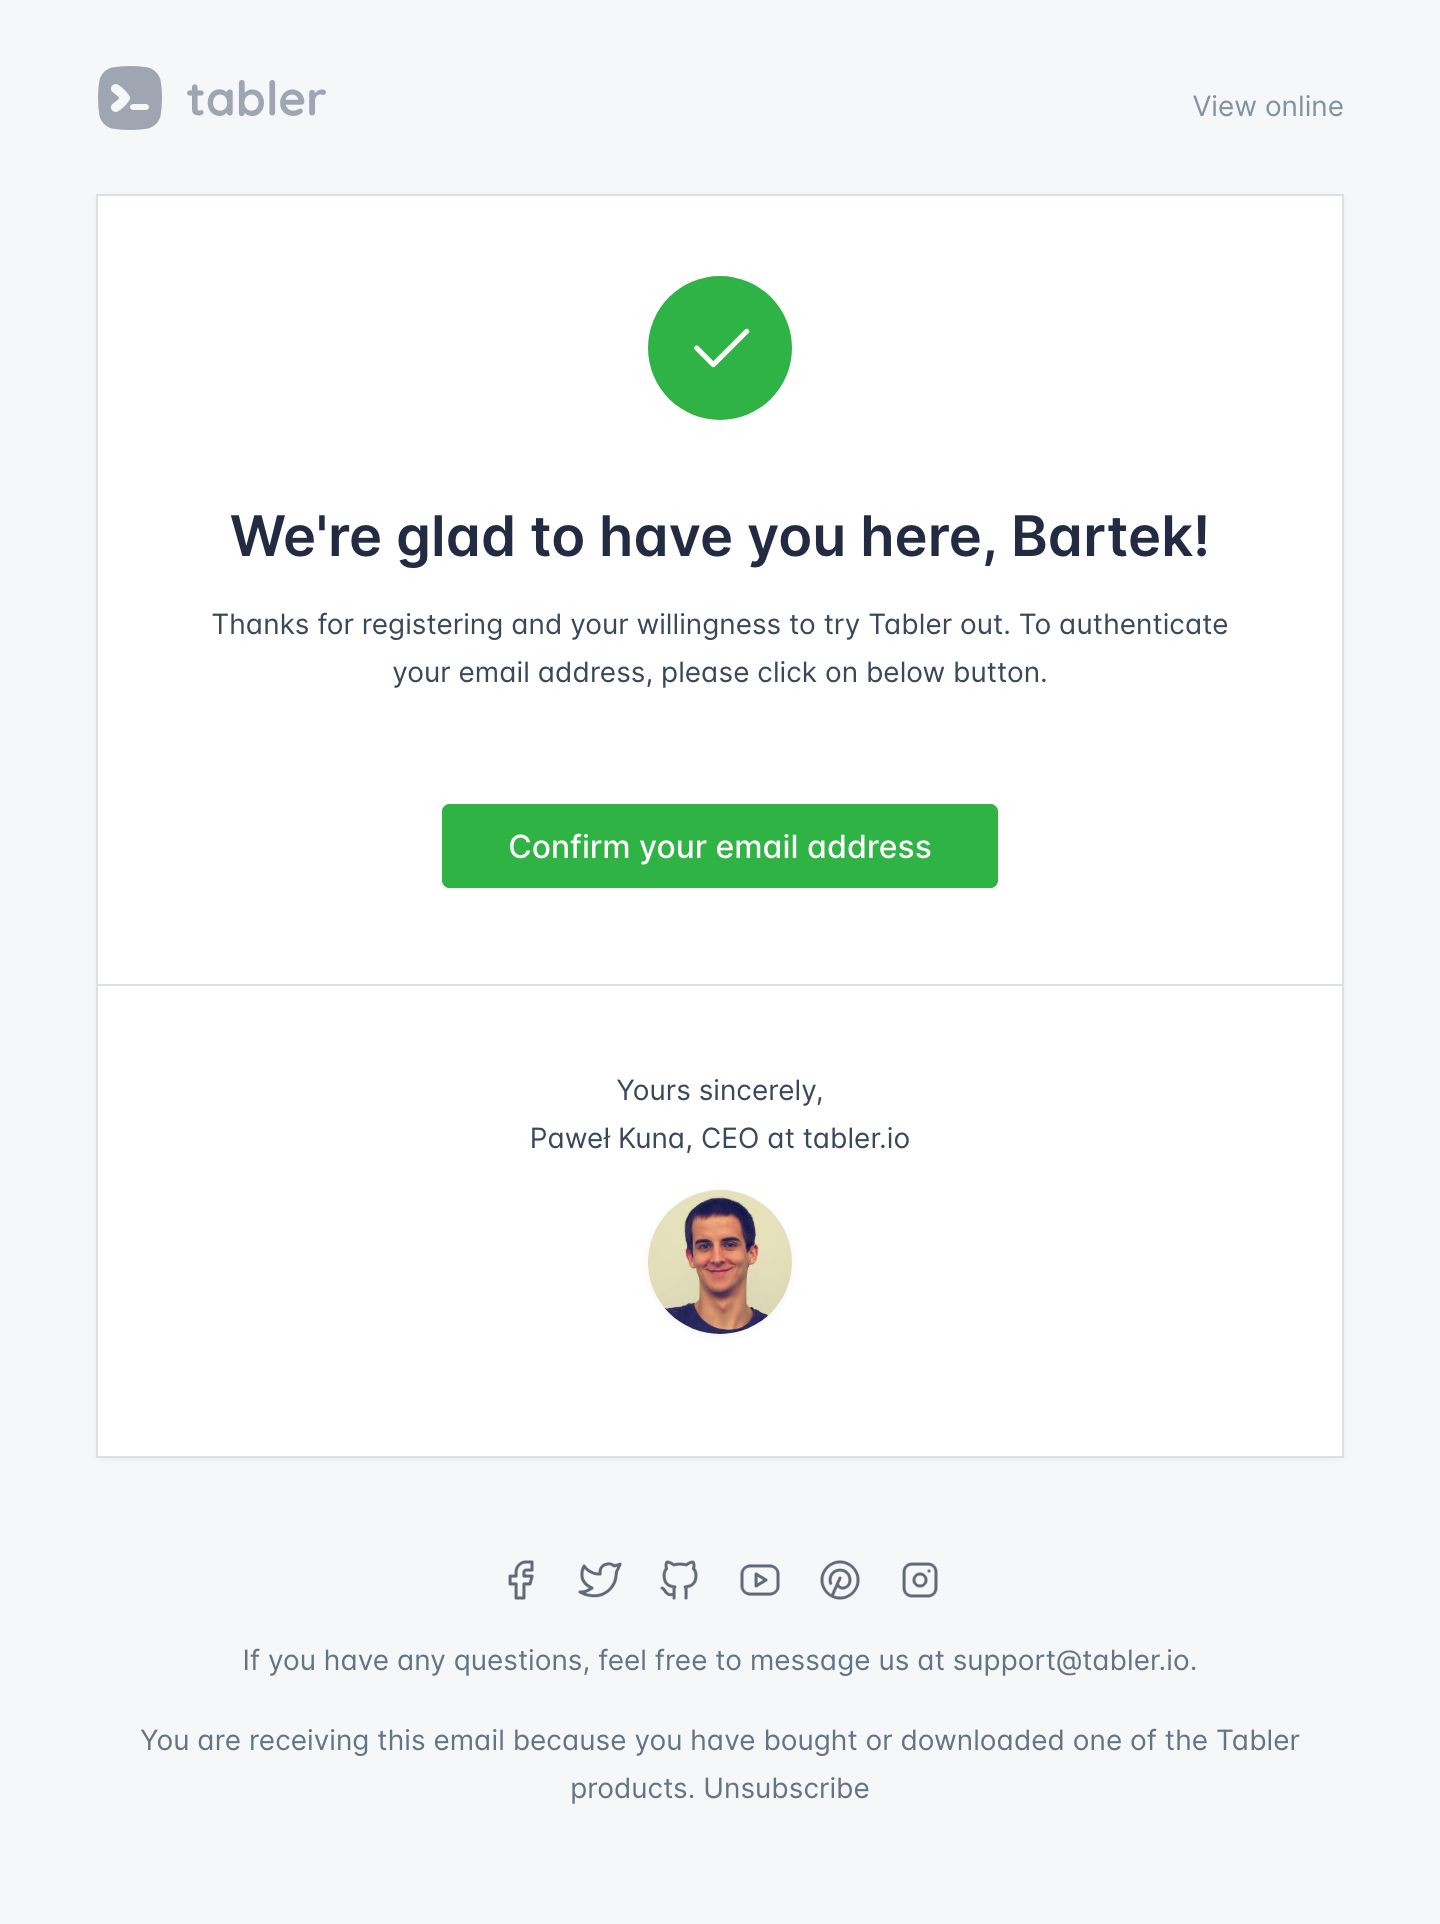 tabler
View online
We're glad to have you here, Bartek!
Thanks for registering and your willingness to try Tabler out. To authenticate
your email address, please click on below button.
Confirm your email address
Yours sincerely,
Paweł Kuna, CEO at tabler.io
If you have any questions, feel free to message us at support@tabler.io.
You are receiving this email because you have bought or downloaded one of the Tabler
products. Unsubscribe